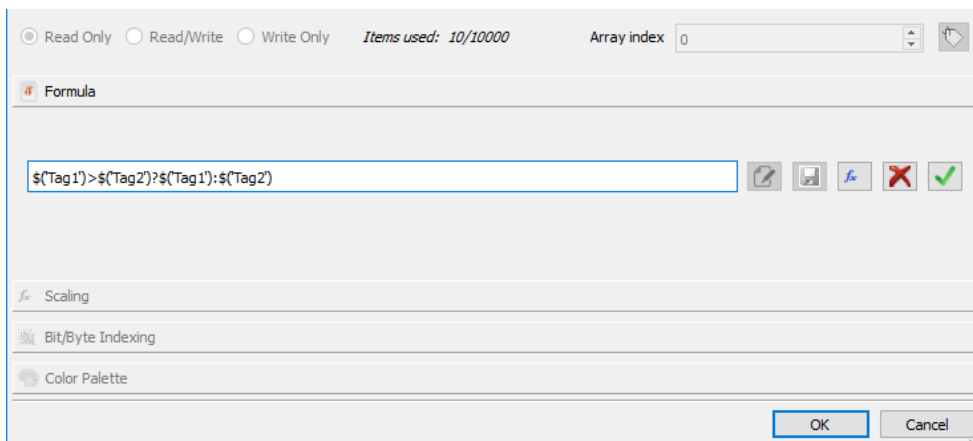 Read Only Read/Write Write Only Items used: 10/10000 Array index 0
Formula
$('Tag1')>$('Tag2')?$('Tag1'):$('Tag2')
Scaling
Bit/Byte Indexing
Color Palette
OK Cancel